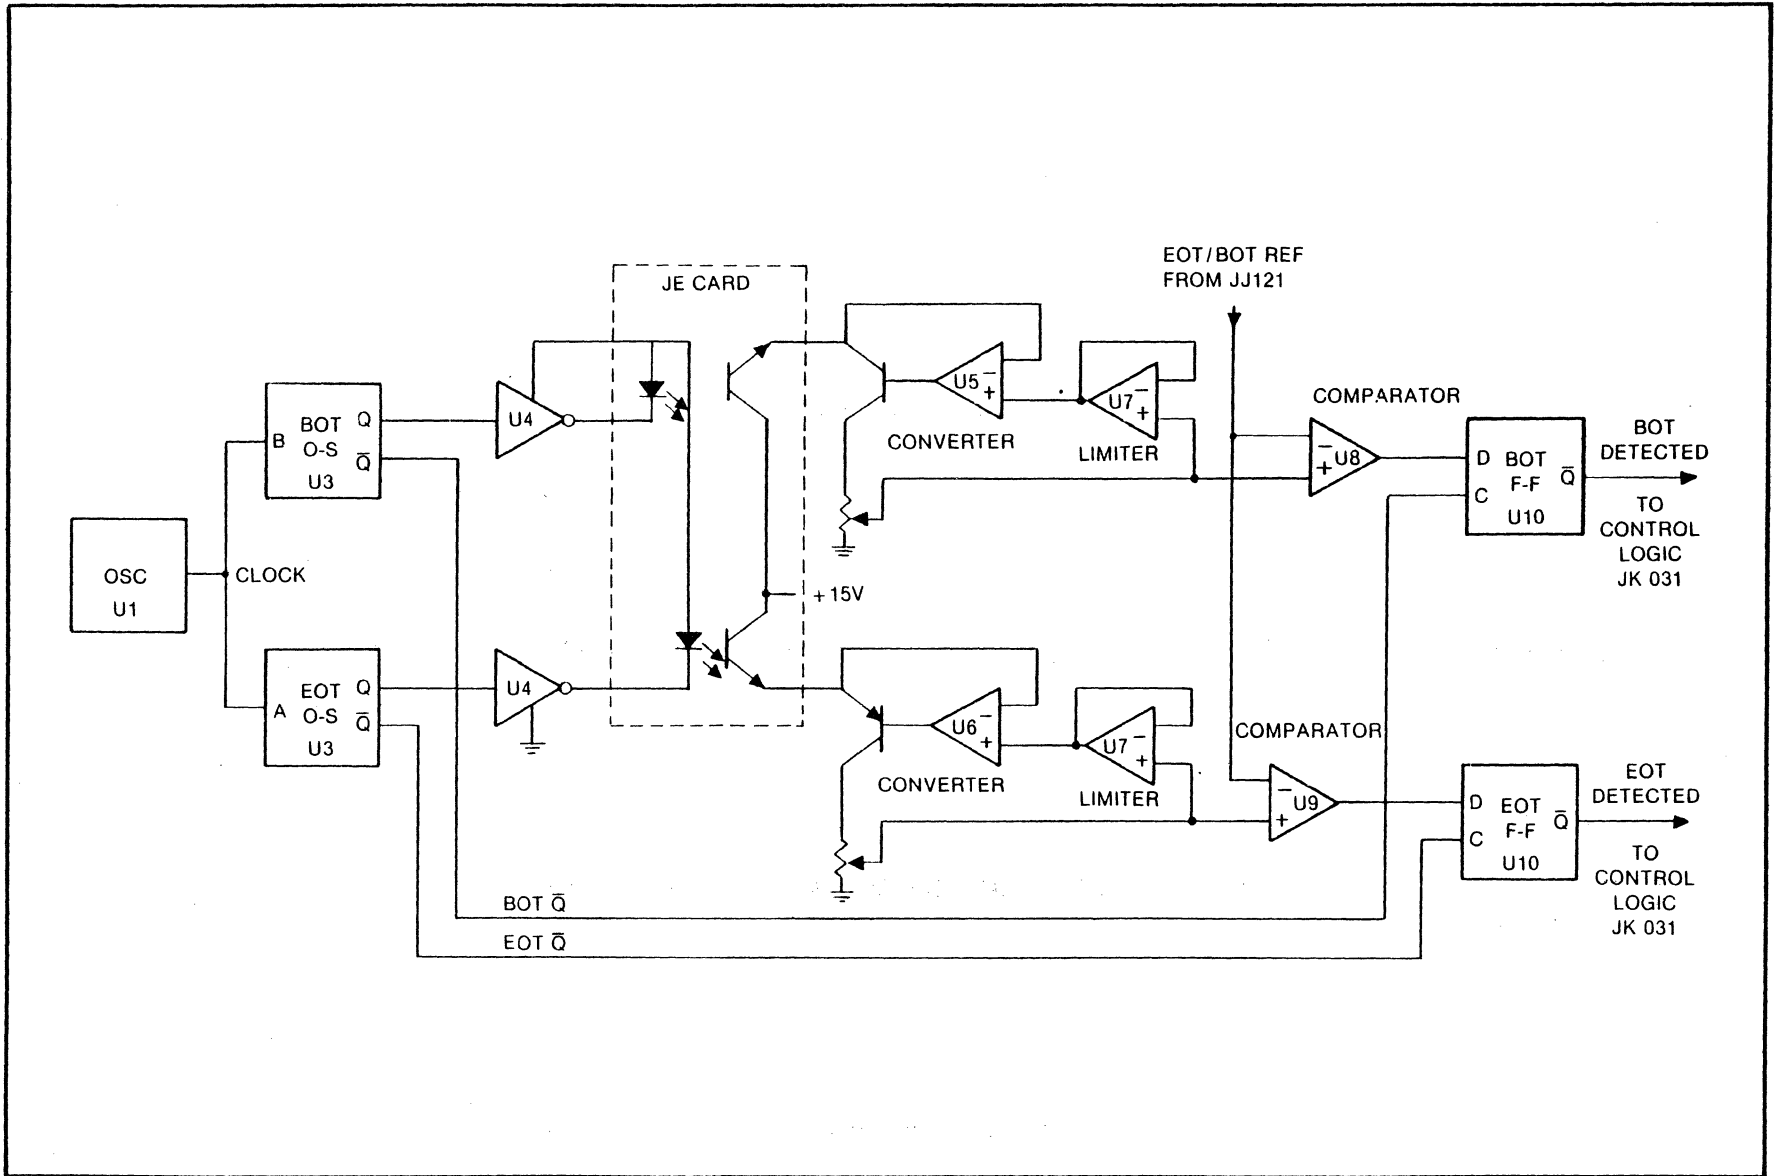 EOT/BOT REF
FROM JJ121
JE CARD
BOT
O-S
U3
B
Q
Q̅
U4
U5
−
+
CONVERTER
U7
−
+
LIMITER
COMPARATOR
−
+
U8
D
C
BOT
F-F
U10
Q̅
BOT
DETECTED
TO
CONTROL
LOGIC
JK 031
OSC
U1
CLOCK
+15V
EOT
O-S
U3
A
Q
Q̅
U4
U6
−
+
CONVERTER
U7
−
+
LIMITER
COMPARATOR
−
+
U9
D
C
EOT
F-F
U10
Q̅
EOT
DETECTED
TO
CONTROL
LOGIC
JK 031
BOT Q̅
EOT Q̅